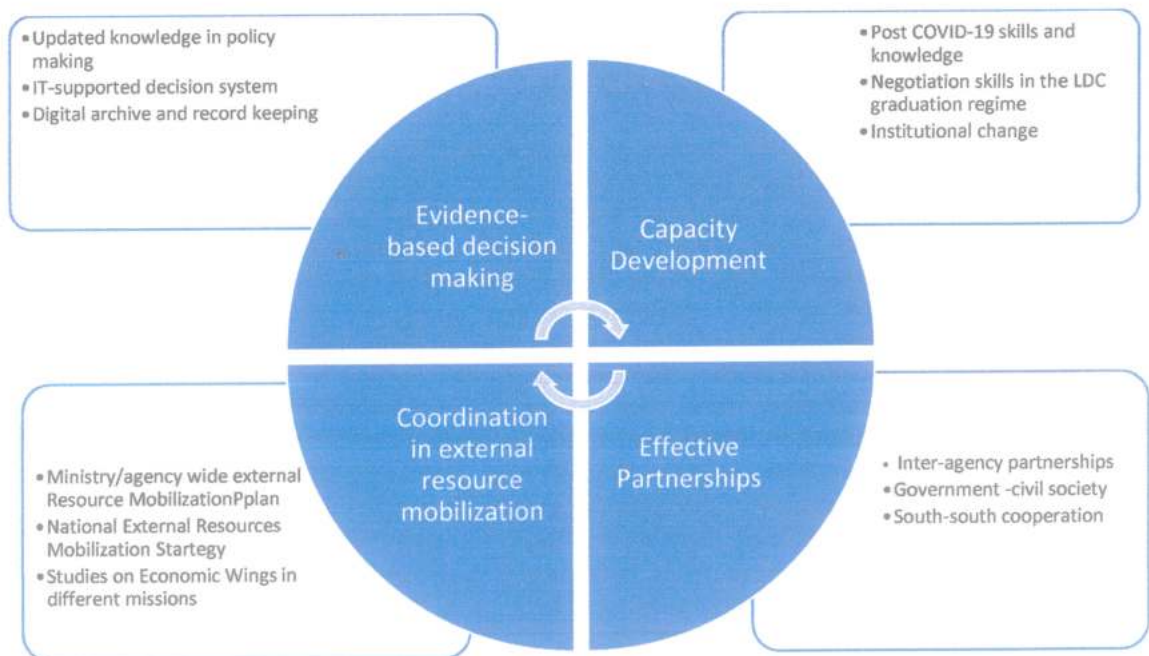 • Updated knowledge in policy
making
• IT-supported decision system
• Digital archive and record keeping
• Post COVID-19 skills and
knowledge
• Negotiation skills in the LDC
graduation regime
• Institutional change
Evidence-
based decision
making
Capacity
Development
Coordination
in external
resource
mobilization
Effective
Partnerships
• Ministry/agency wide external
Resource MobilizationPplan
• National External Resources
Mobilization Startegy
• Studies on Economic Wings in
different missions
• Inter-agency partnerships
• Government -civil society
• South-south cooperation